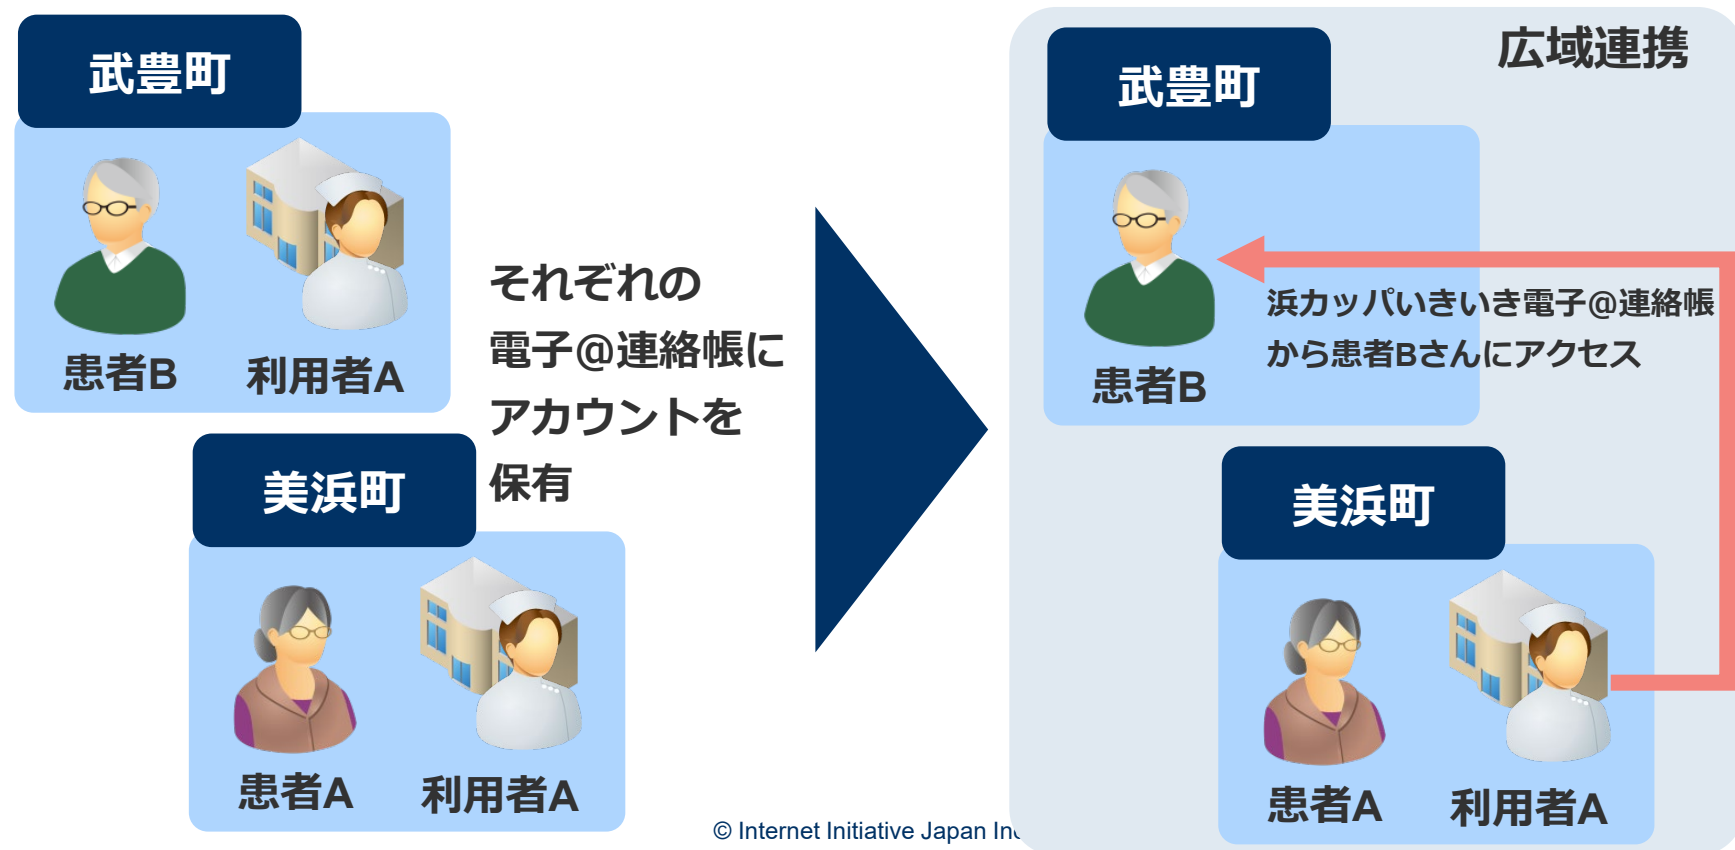 武豊町
患者B
利用者A
それぞれの
電子@連絡帳に
アカウントを
保有
美浜町
患者A
利用者A
広域連携
武豊町
浜カッパいきいき電子@連絡帳
から患者Bさんにアクセス
患者B
美浜町
患者A
利用者A
© Internet Initiative Japan